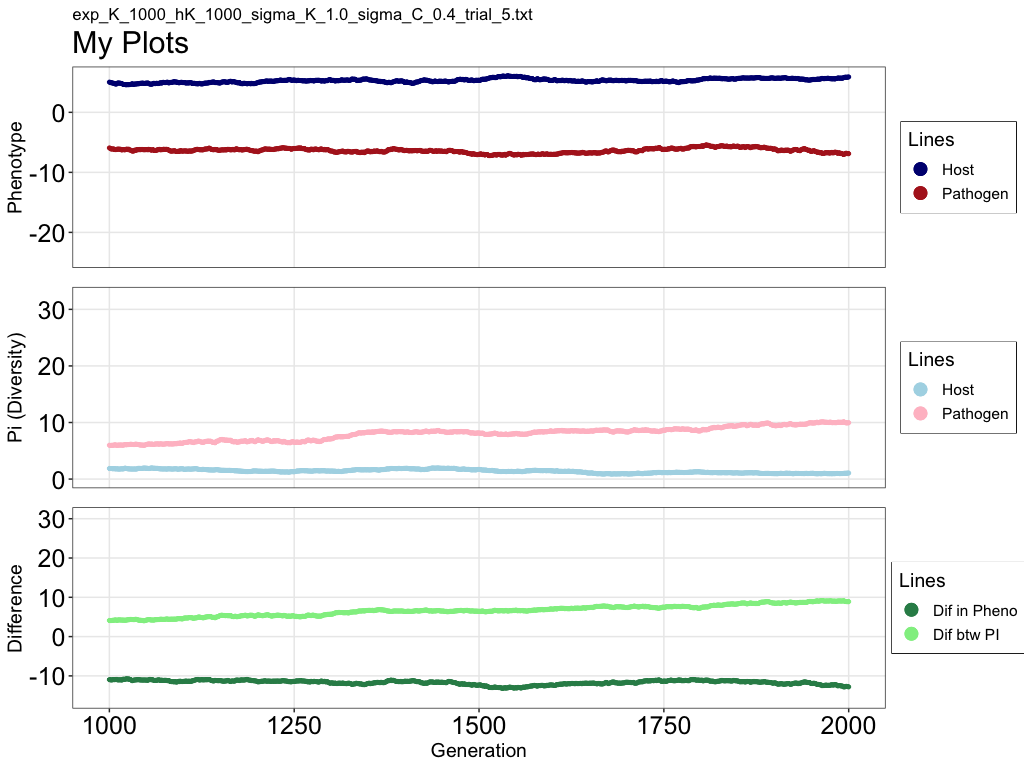 exp_K_1000_hK_1000_sigma_K_1.0_sigma_C_0.4_trial_5.txt
My Plots
Phenotype
0
-10
-20
Lines
Host
Pathogen
Pi (Diversity)
30
20
10
0
Lines
Host
Pathogen
Difference
30
20
10
0
-10
Lines
Dif in Pheno
Dif btw PI
1000 1250 1500 1750 2000
Generation